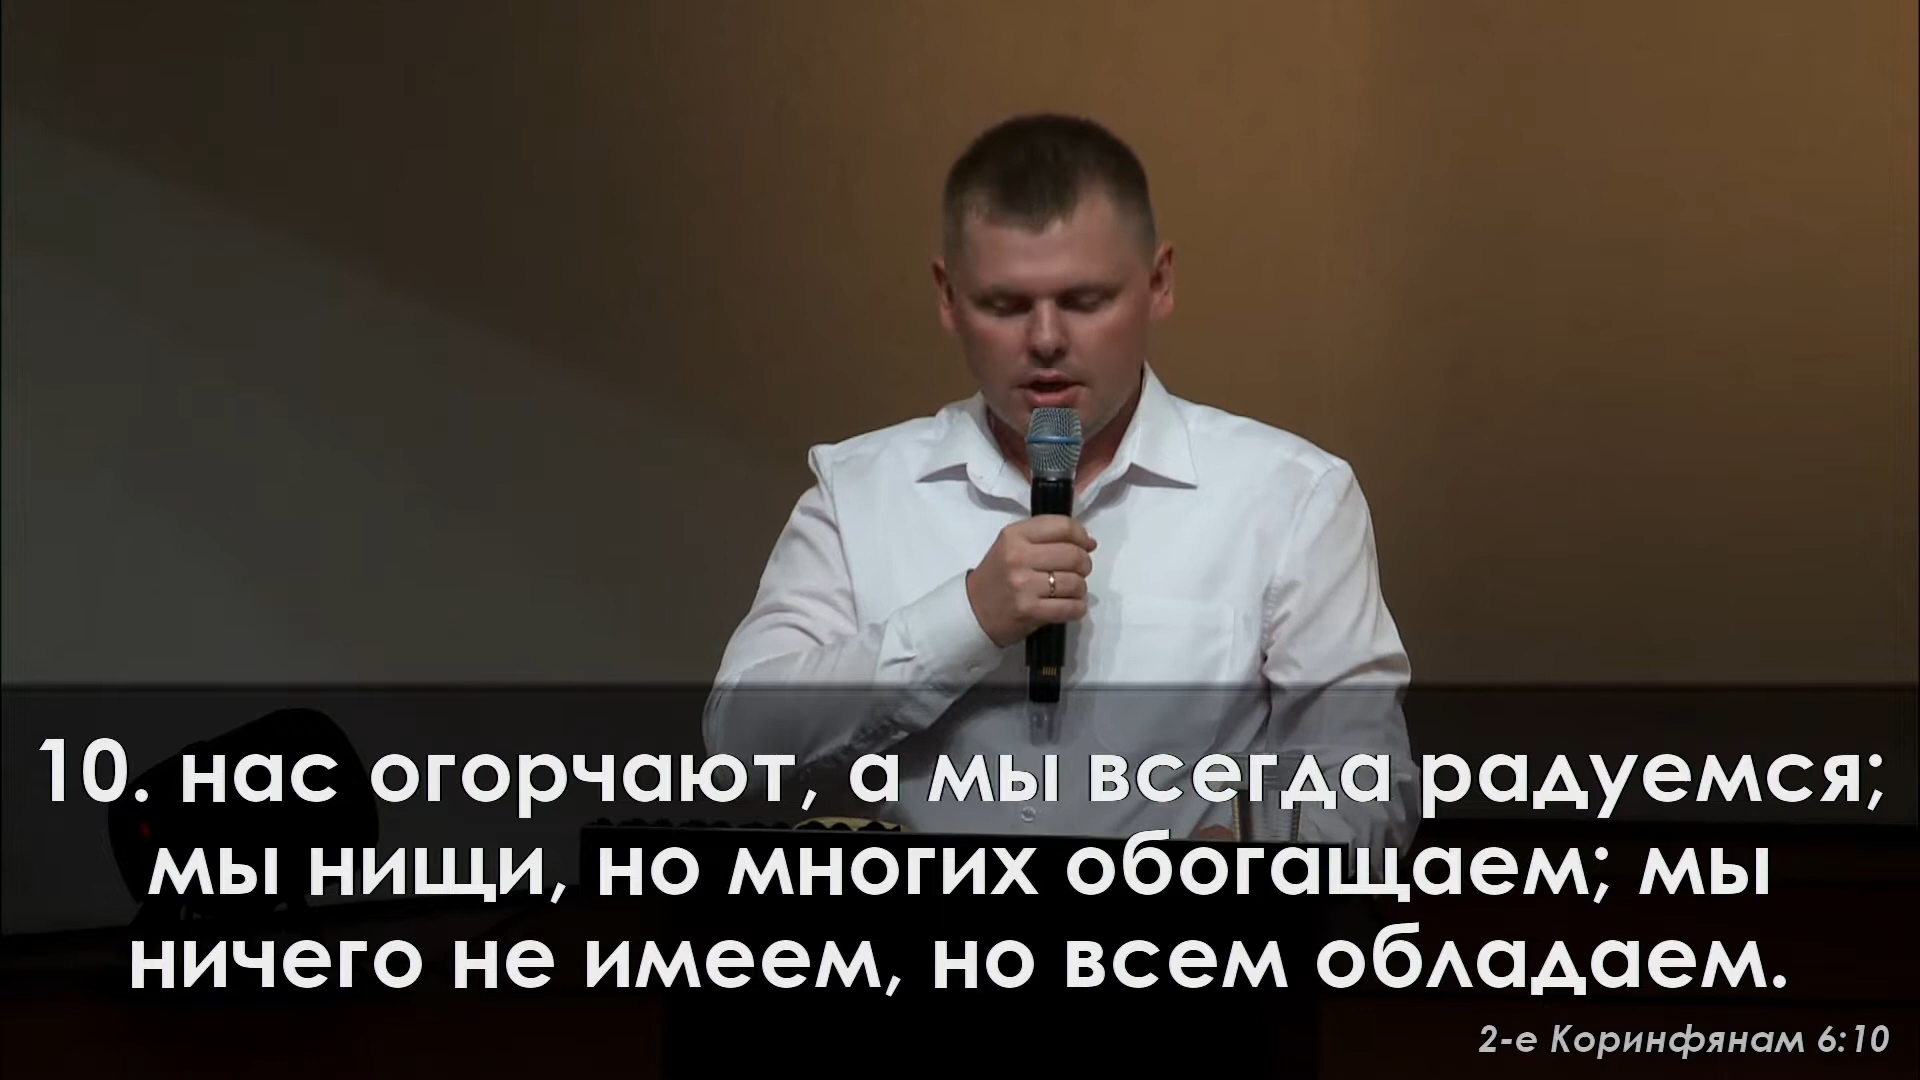 10. нас огорчают, а мы всегда радуемся;
мы нищи, но многих обогащаем; мы
ничего не имеем, но всем обладаем.
2-е Коринфянам 6:10